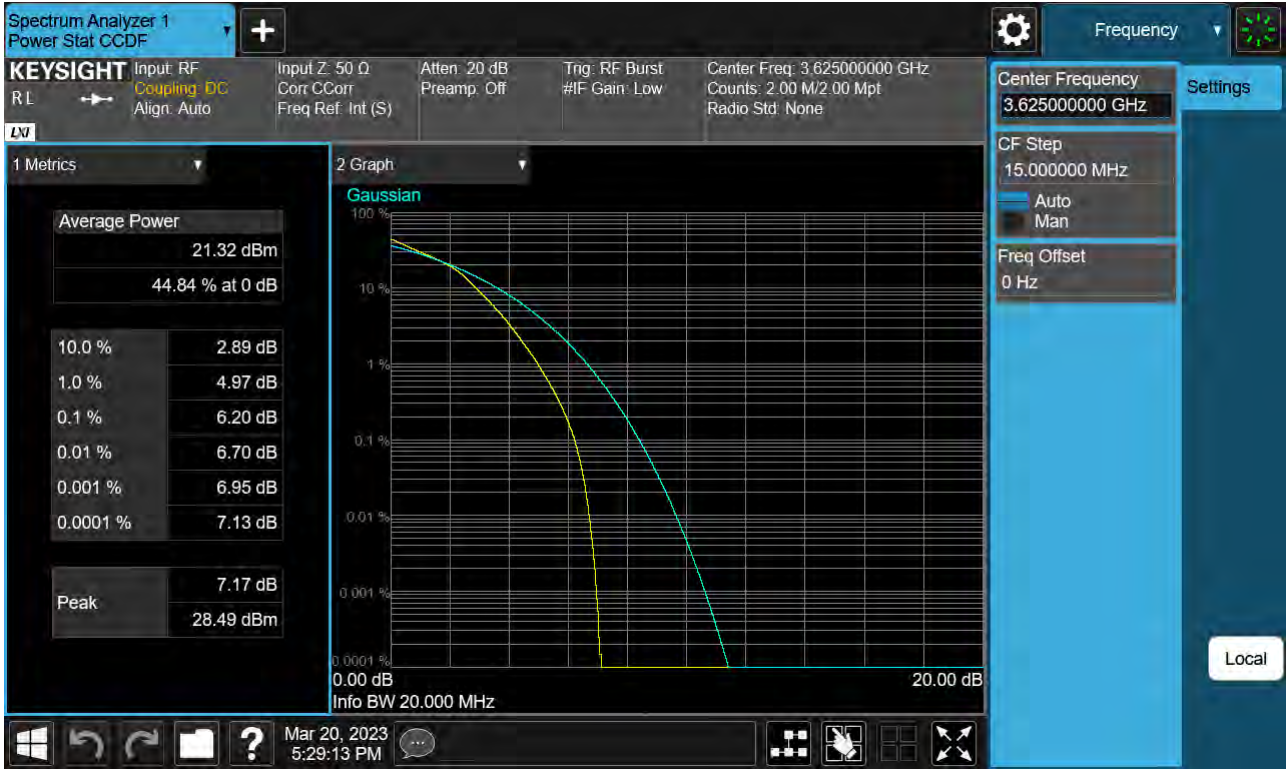 Spectrum Analyzer 1
Power Stat CCDF
+
Frequency
KEYSIGHT
R L
LXI
Input: RF
Coupling: DC
Align: Auto
Input Z: 50 Ω
Corr CCorr
Freq Ref: Int (S)
Atten: 20 dB
Preamp: Off
Trig: RF Burst
#IF Gain: Low
Center Freq: 3.625000000 GHz
Counts: 2.00 M/2.00 Mpt
Radio Std: None
Center Frequency
3.625000000 GHz
Settings
CF Step
15.000000 MHz
Auto
Man
Freq Offset
0 Hz
Local
1 Metrics
Average Power
21.32 dBm
44.84 % at 0 dB
10.0 % 2.89 dB
1.0 % 4.97 dB
0.1 % 6.20 dB
0.01 % 6.70 dB
0.001 % 6.95 dB
0.0001 % 7.13 dB
Peak
7.17 dB
28.49 dBm
2 Graph
Gaussian
100 %
10 %
1 %
0.1 %
0.01 %
0.001 %
0.0001 %
0.00 dB 20.00 dB
Info BW 20.000 MHz
?
Mar 20, 2023
5:29:13 PM